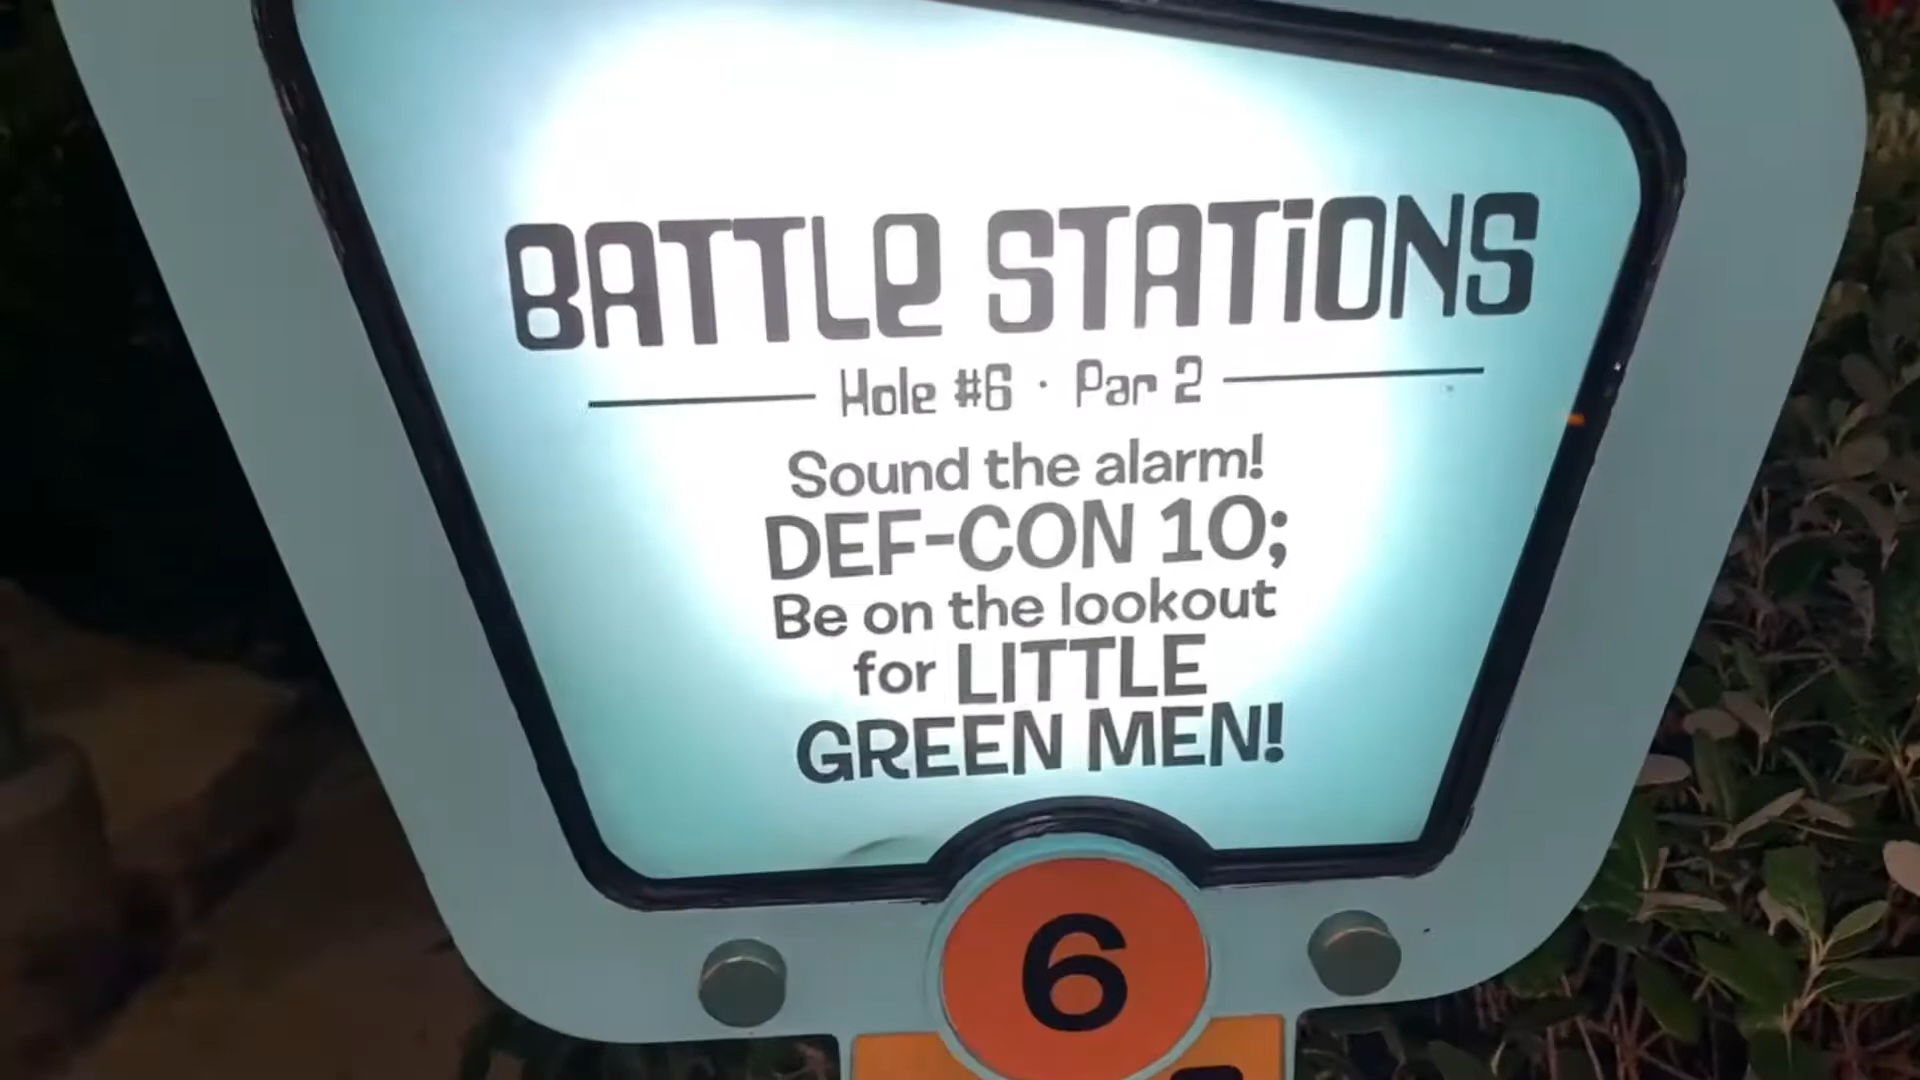 BATTLe STATiONS
Hole #6 · Par 2
Sound the alarm!
DEF-CON 10;
Be on the lookout
for LITTLE
GREEN MEN!
6